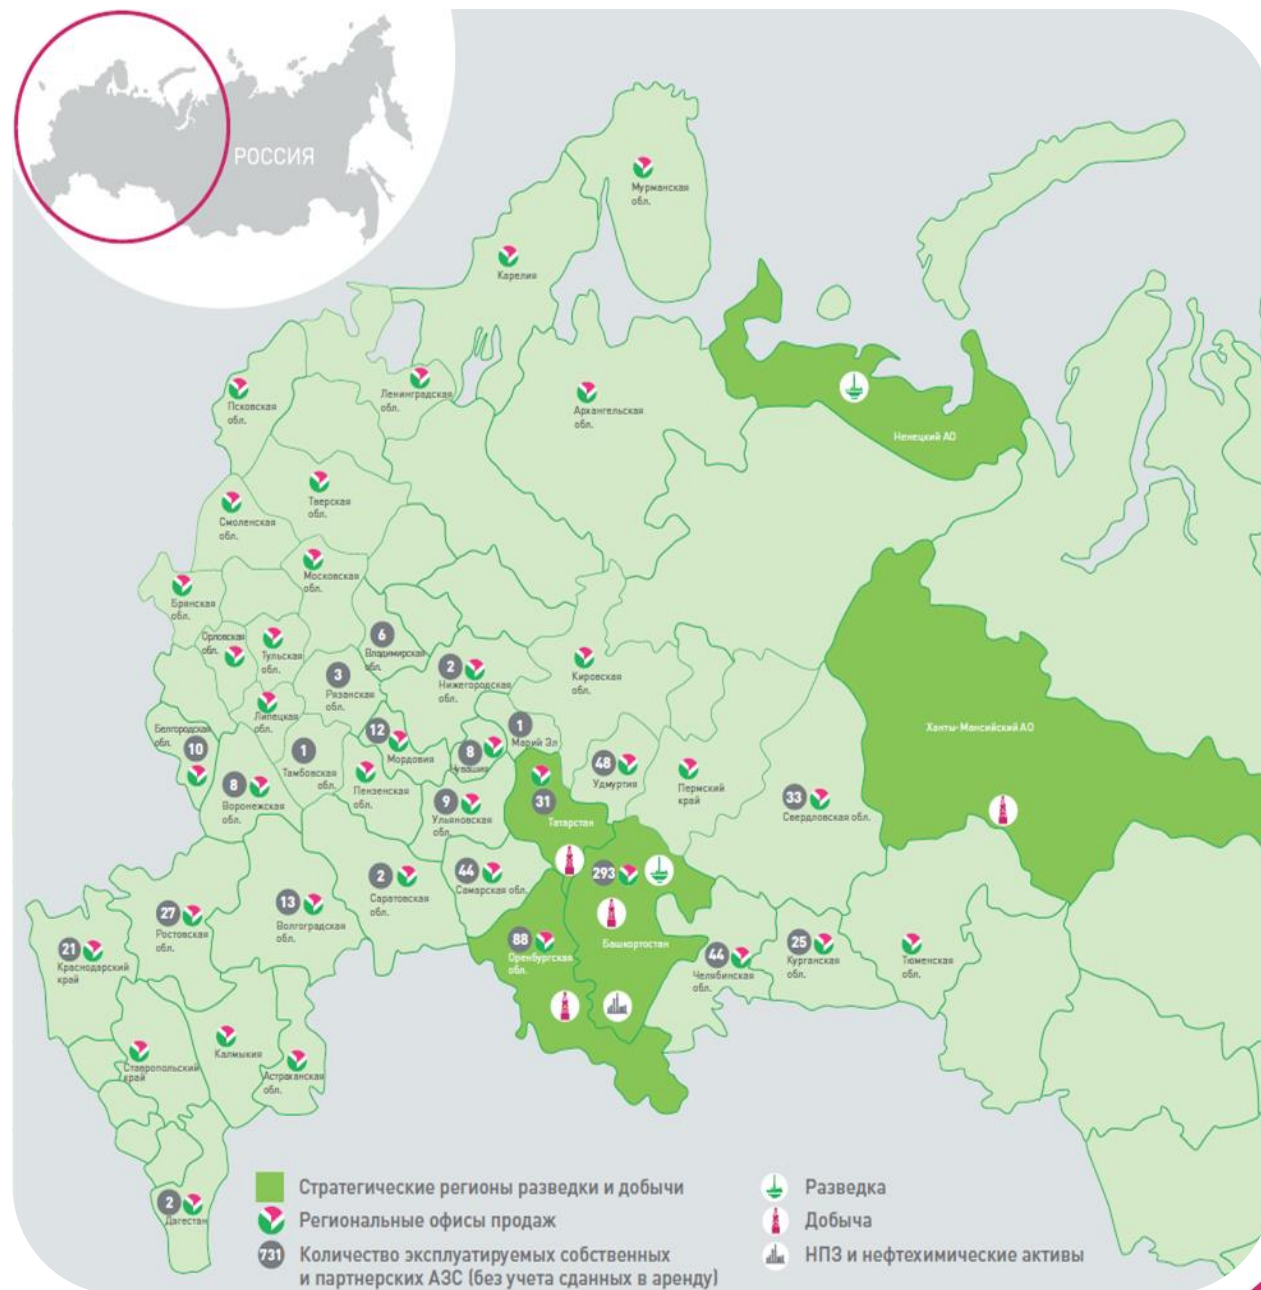 РОССИЯ
Мурманская
обл.
Карелия
Псковская
обл.
Ленинградская
обл.
Архангельская
обл.
Ненецкий АО
Тверская
обл.
Смоленская
обл.
Московская
обл.
Брянская
обл.
Орловская
обл.
Тульская
обл.
6
Владимирская
обл.
3
Рязанская
обл.
2
Нижегородская
обл.
Кировская
обл.
Липецкая
обл.
Белгородская
обл.
10
1
Тамбовская
обл.
12
Мордовия
8
Чувашия
1
Марий Эл
48
Удмуртия
Пермский
край
33
Свердловская обл.
Ханты-Мансийский АО
8
Воронежская
обл.
Пензенская
обл.
9
Ульяновская
обл.
31
Татарстан
2
Саратовская
обл.
44
Самарская обл.
293
Башкортостан
21
Краснодарский
край
27
Ростовская
обл.
13
Волгоградская
обл.
88
Оренбургская
обл.
44
Челябинская
обл.
25
Курганская
обл.
Тюменская
обл.
Ставропольский
край
Калмыкия
Астраханская
обл.
2
Дагестан
Стратегические регионы разведки и добычи
Региональные офисы продаж
731 Количество эксплуатируемых собственных
и партнерских АЗС (без учета сданных в аренду)
Разведка
Добыча
НПЗ и нефтехимические активы